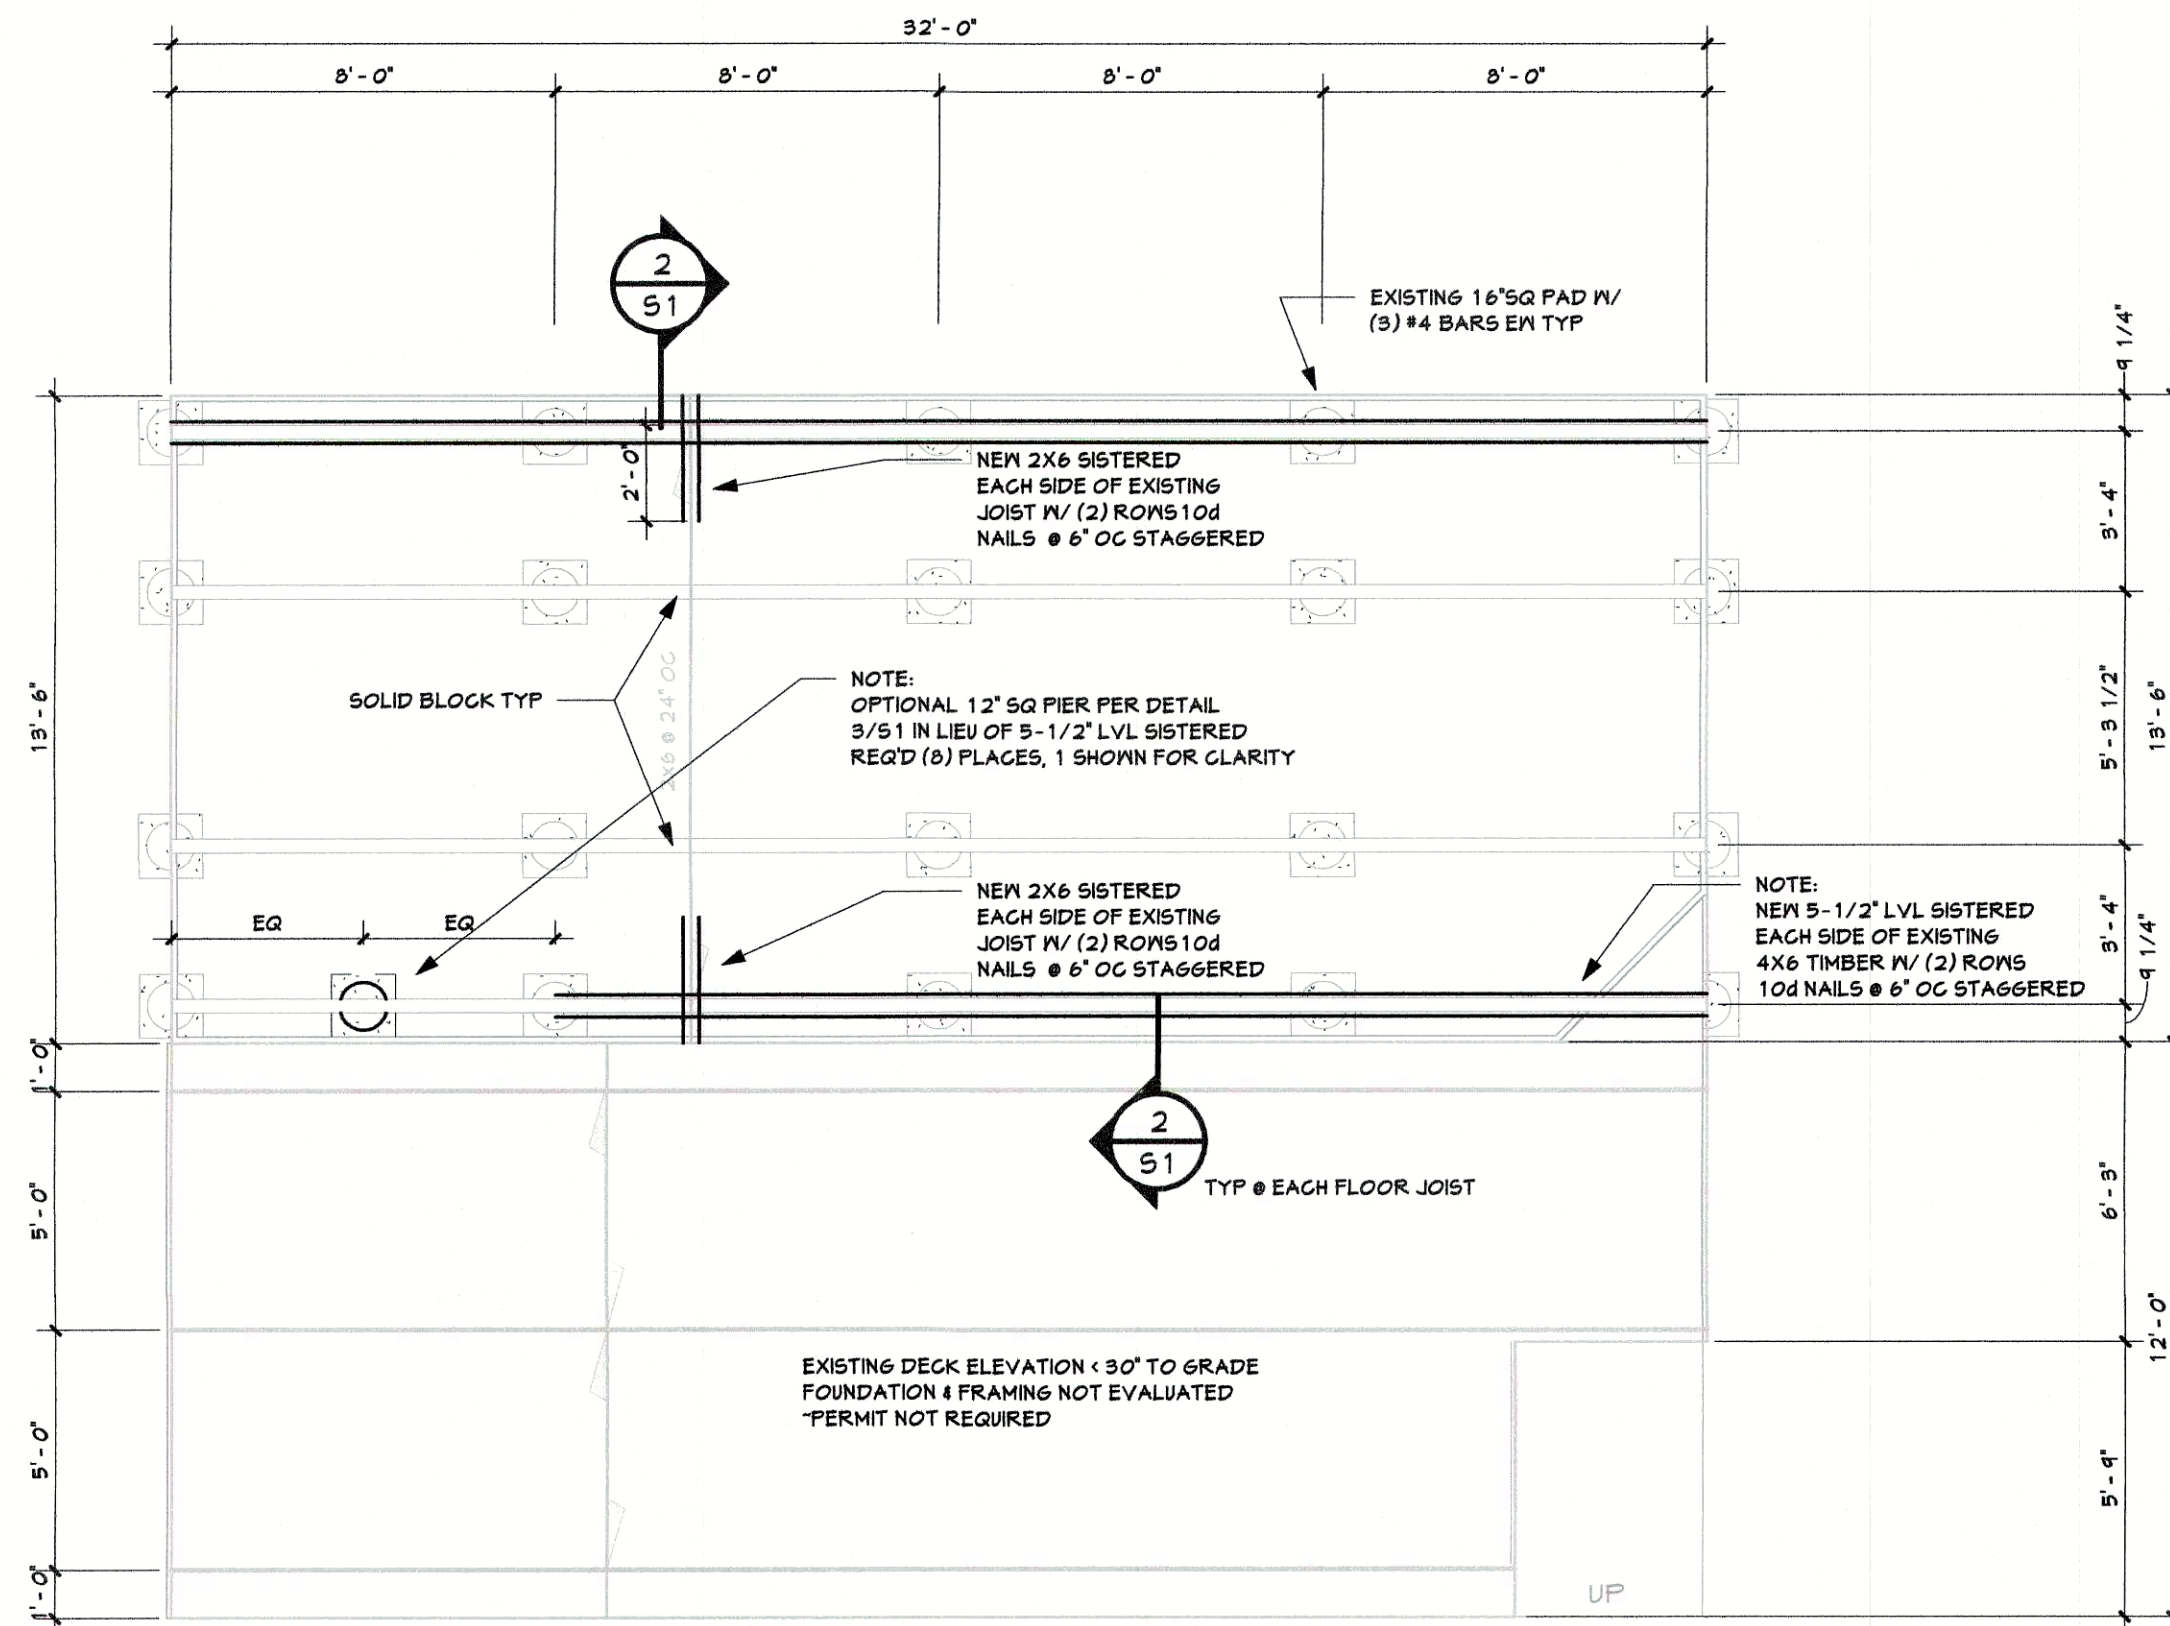 32'-0"
8'-0"
8'-0"
8'-0"
8'-0"
2
S1
EXISTING 16"SQ PAD W/
(3) #4 BARS EW TYP
9 1/4"
2'-0"
NEW 2X6 SISTERED
EACH SIDE OF EXISTING
JOIST W/ (2) ROWS10d
NAILS @ 6" OC STAGGERED
3'-4"
SOLID BLOCK TYP
2X6 @ 24" OC
NOTE:
OPTIONAL 12" SQ PIER PER DETAIL
3/S1 IN LIEU OF 5-1/2" LVL SISTERED
REQ'D (8) PLACES, 1 SHOWN FOR CLARITY
13'-6"
5'-3 1/2"
13'-6"
EQ
EQ
NEW 2X6 SISTERED
EACH SIDE OF EXISTING
JOIST W/ (2) ROWS10d
NAILS @ 6" OC STAGGERED
NOTE:
NEW 5-1/2" LVL SISTERED
EACH SIDE OF EXISTING
4X6 TIMBER W/ (2) ROWS
10d NAILS @ 6" OC STAGGERED
3'-4"
9 1/4"
1'-0"
2
S1
TYP @ EACH FLOOR JOIST
5'-0"
6'-3"
12'-0"
EXISTING DECK ELEVATION < 30" TO GRADE
FOUNDATION & FRAMING NOT EVALUATED
~PERMIT NOT REQUIRED
5'-0"
5'-9"
1'-0"
UP